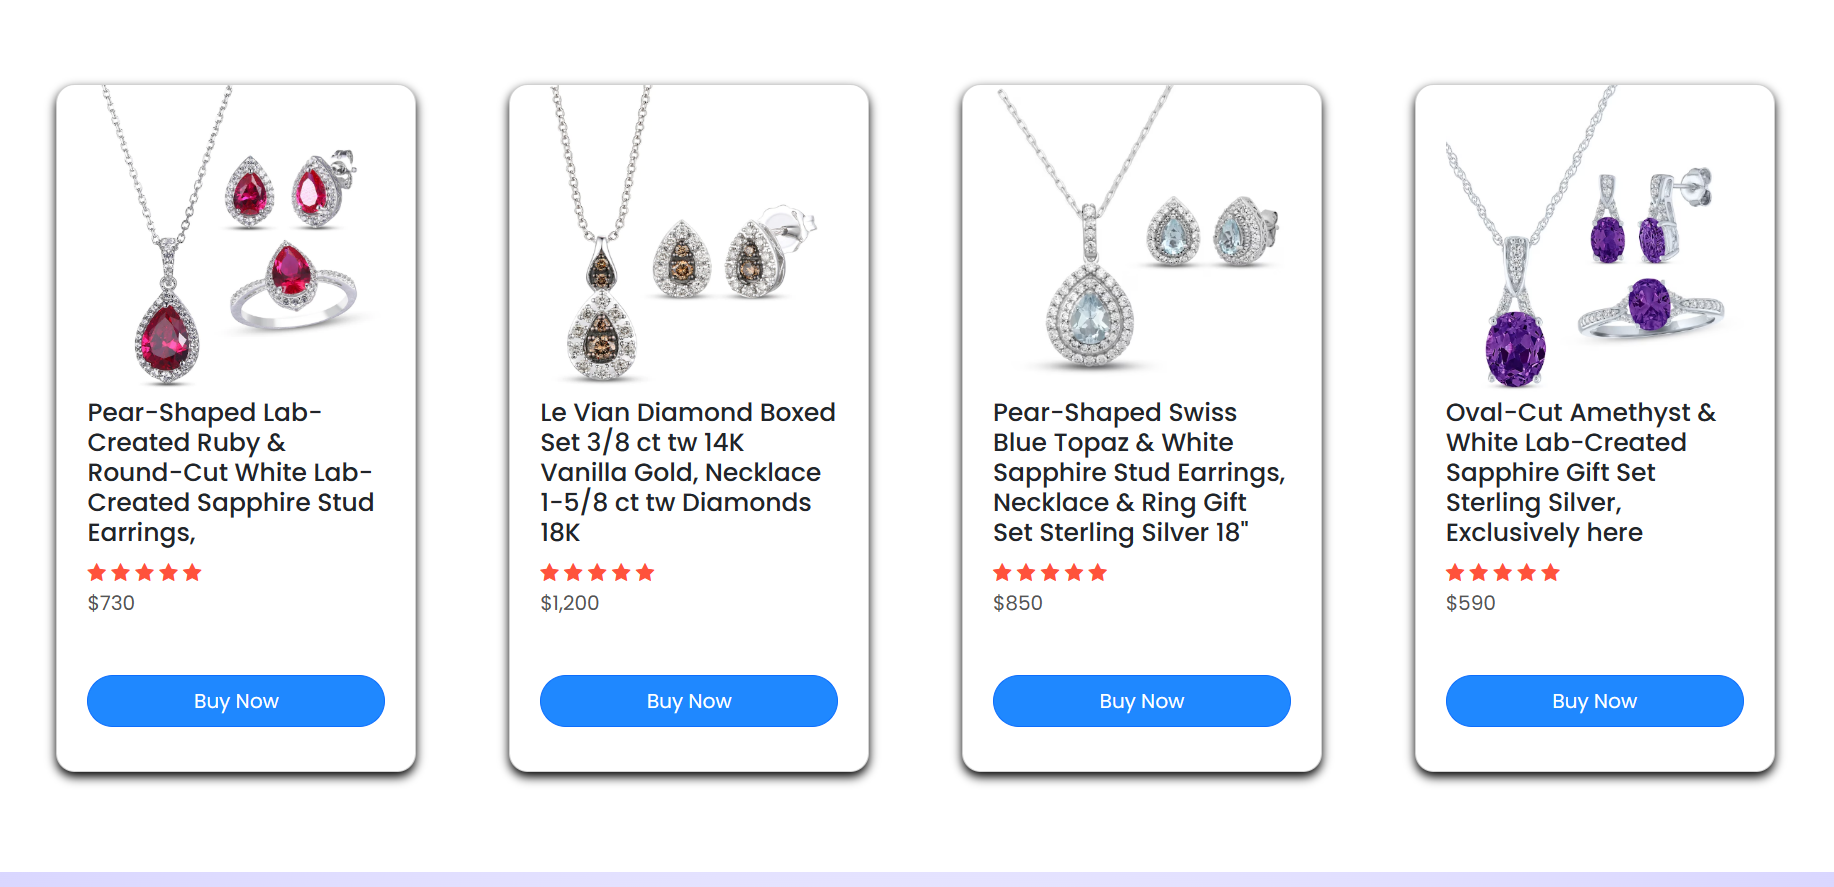 Pear-Shaped Lab-
Created Ruby &
Round-Cut White Lab-
Created Sapphire Stud
Earrings,
$730
Buy Now
Le Vian Diamond Boxed
Set 3/8 ct tw 14K
Vanilla Gold, Necklace
1-5/8 ct tw Diamonds
18K
$1,200
Buy Now
Pear-Shaped Swiss
Blue Topaz & White
Sapphire Stud Earrings,
Necklace & Ring Gift
Set Sterling Silver 18"
$850
Buy Now
Oval-Cut Amethyst &
White Lab-Created
Sapphire Gift Set
Sterling Silver,
Exclusively here
$590
Buy Now